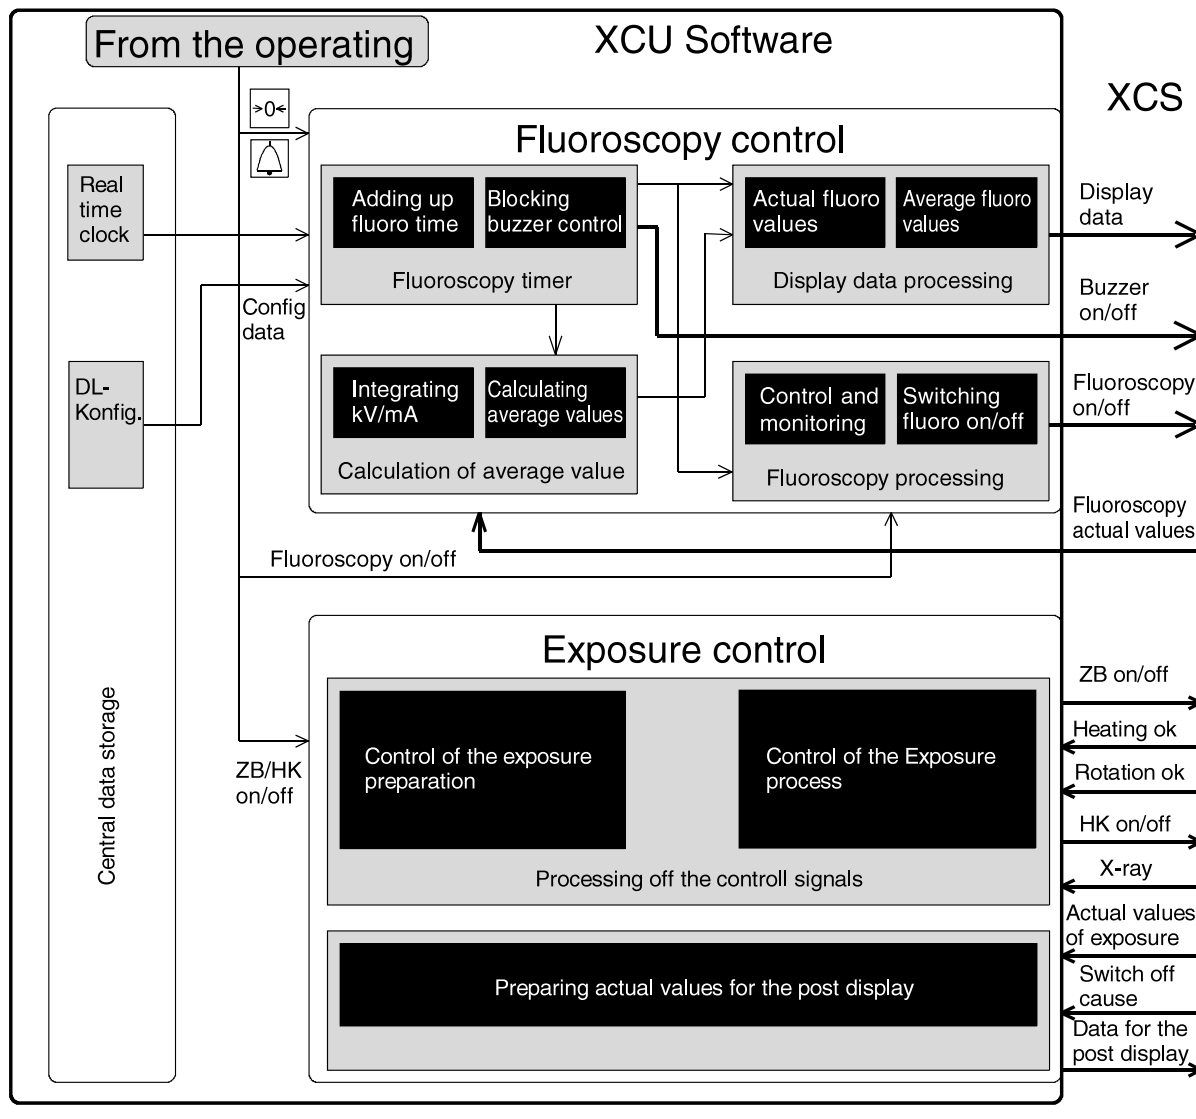 From the operating
XCU Software
XCS
>0<
Fluoroscopy control
Real
time
clock
Adding up
fluoro time
Blocking
buzzer control
Fluoroscopy timer
Actual fluoro
values
Average fluoro
values
Display data processing
Display
data
Config
data
Buzzer
on/off
DL-
Konfig.
Integrating
kV/mA
Calculating
average values
Calculation of average value
Control and
monitoring
Switching
fluoro on/off
Fluoroscopy processing
Fluoroscopy
on/off
Fluoroscopy
actual values
Fluoroscopy on/off
Exposure control
Central data storage
ZB/HK
on/off
Control of the exposure
preparation
Control of the Exposure
process
Processing off the controll signals
Preparing actual values for the post display
ZB on/off
Heating ok
Rotation ok
HK on/off
X-ray
Actual values
of exposure
Switch off
cause
Data for the
post display